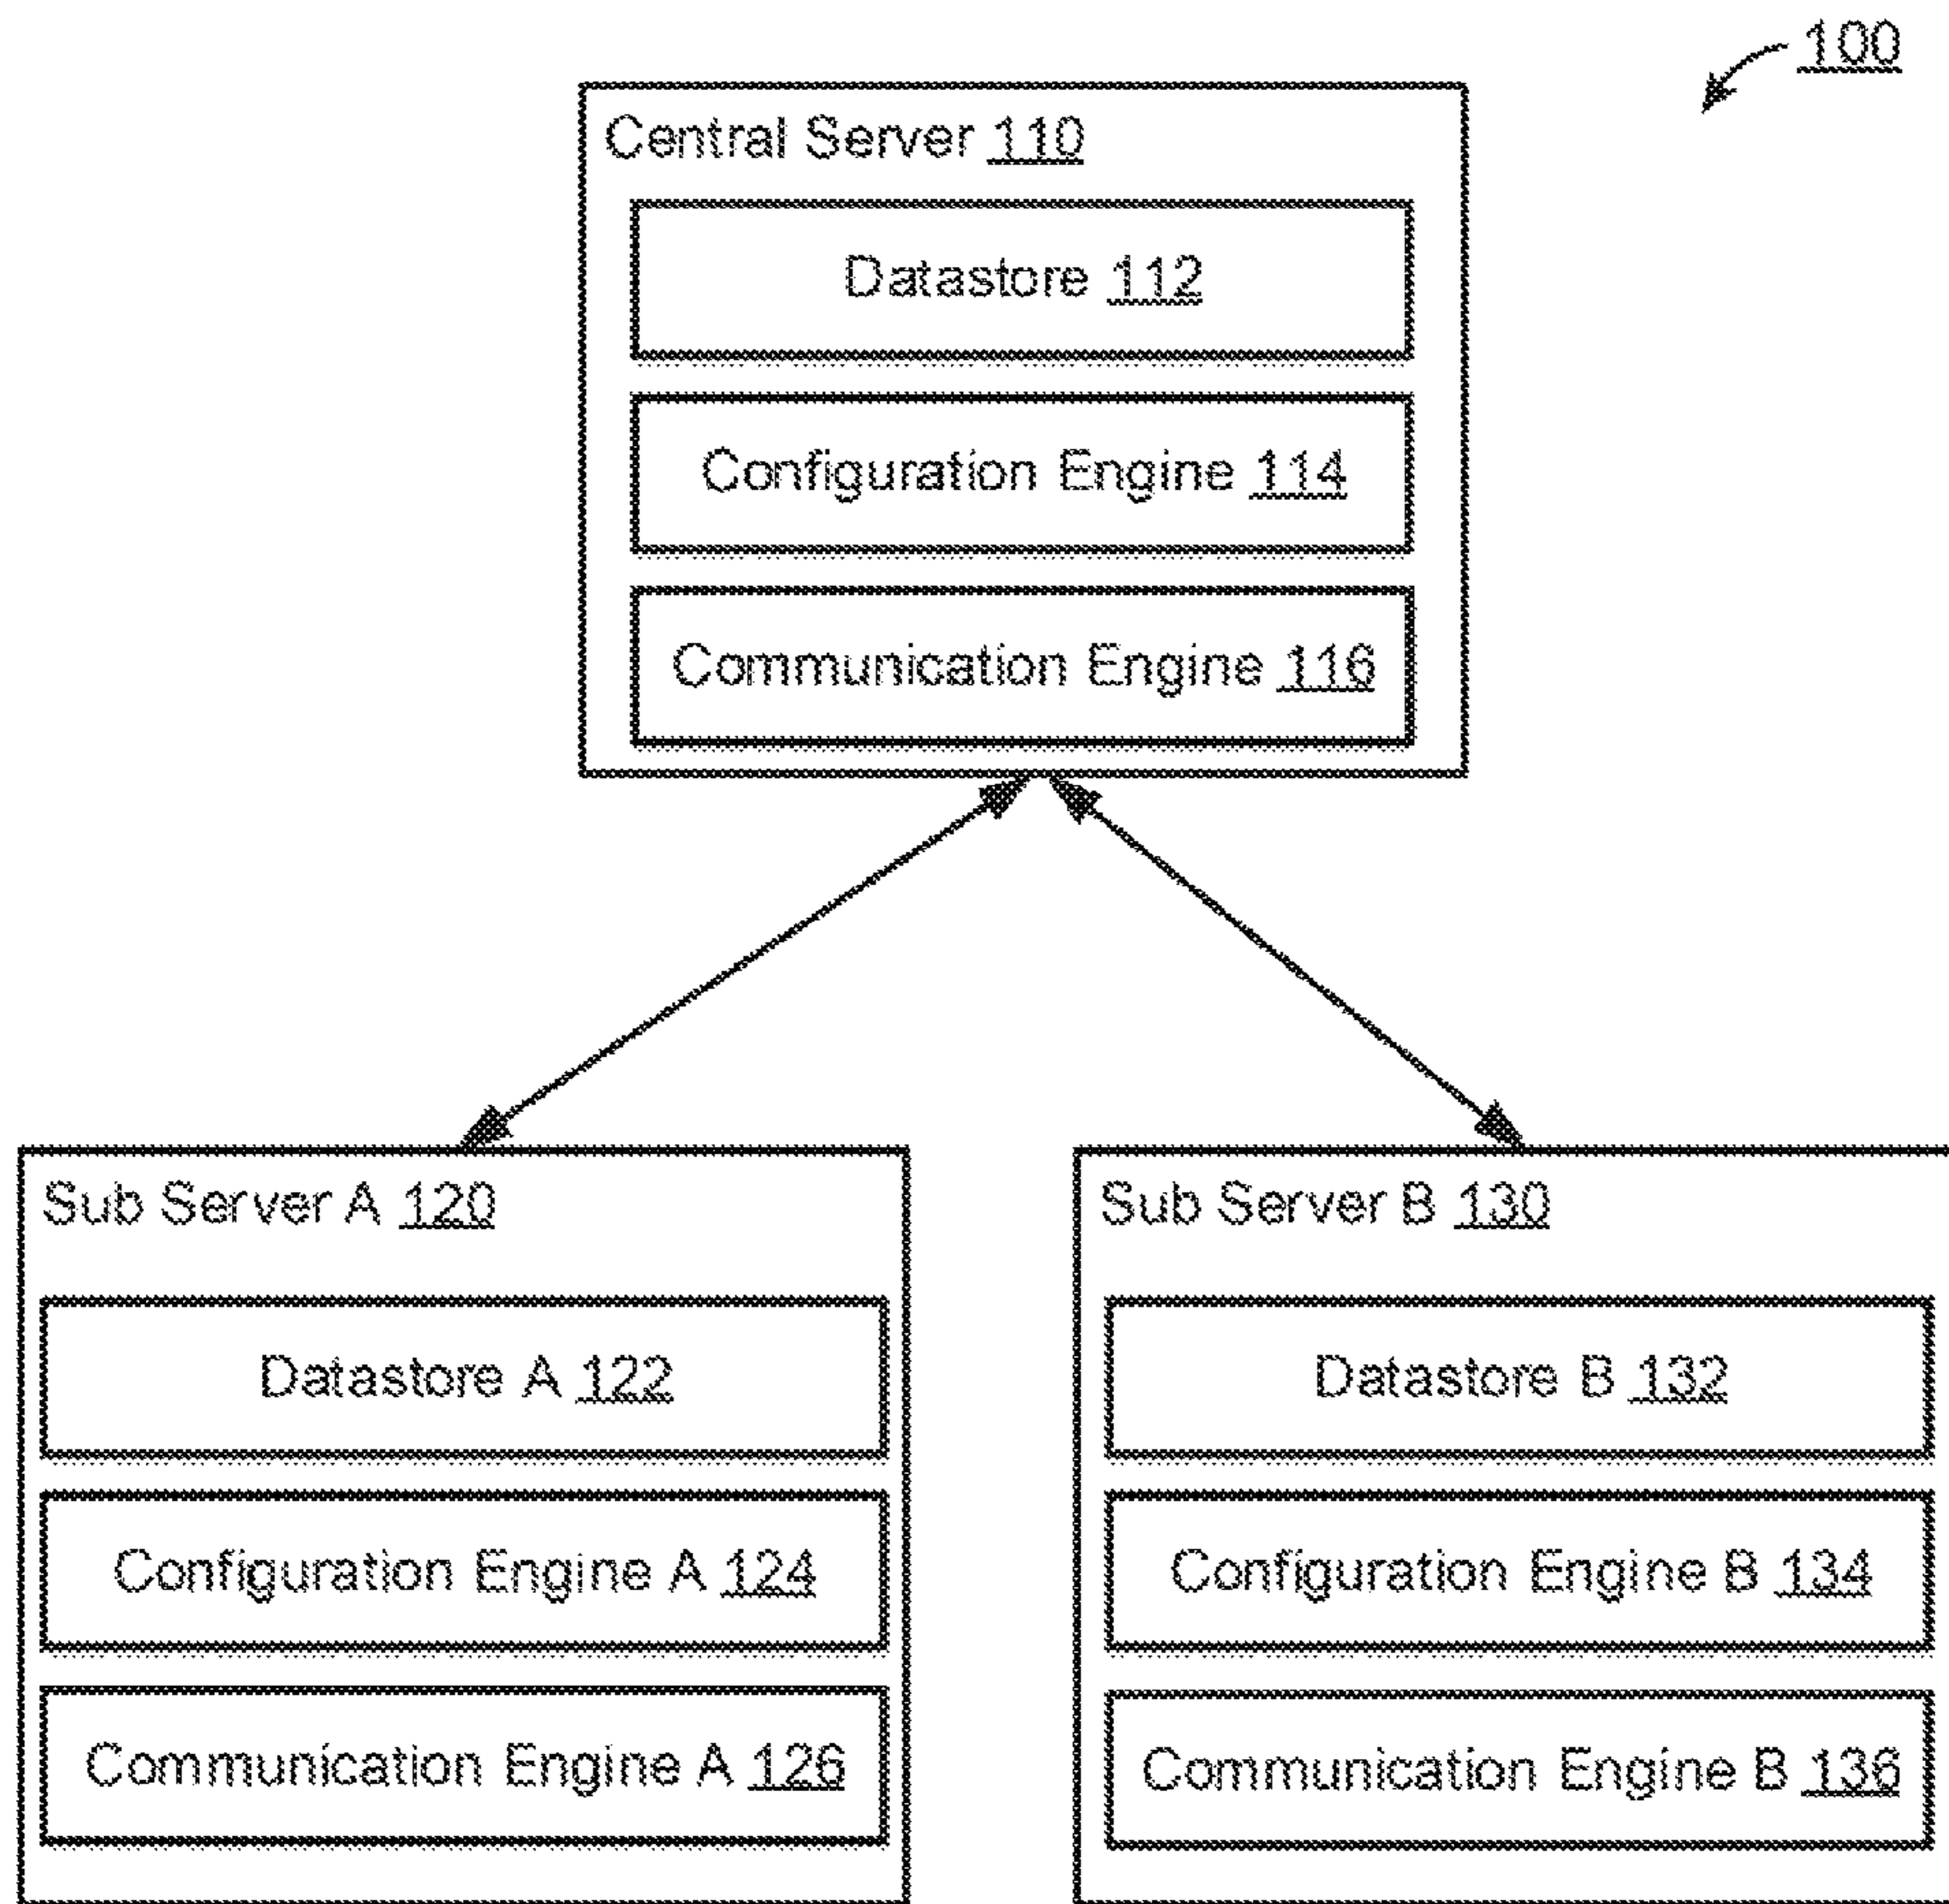 100
Central Server 110
Datastore 112
Configuration Engine 114
Communication Engine 116
Sub Server A 120
Datastore A 122
Configuration Engine A 124
Communication Engine A 126
Sub Server B 130
Datastore B 132
Configuration Engine B 134
Communication Engine B 136